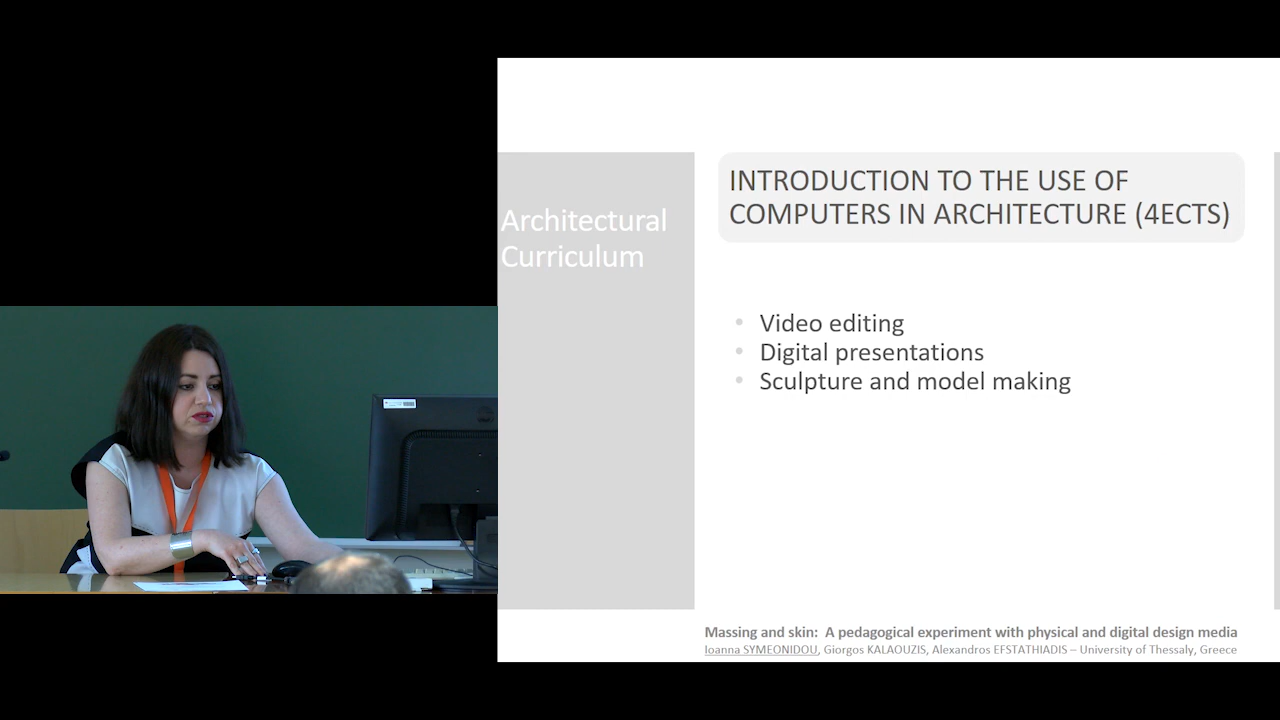 Architectural
Curriculum
INTRODUCTION TO THE USE OF
COMPUTERS IN ARCHITECTURE (4ECTS)
• Video editing
• Digital presentations
• Sculpture and model making
Massing and skin: A pedagogical experiment with physical and digital design media
Ioanna SYMEONIDOU, Giorgos KALAOUZIS, Alexandros EFSTATHIADIS – University of Thessaly, Greece